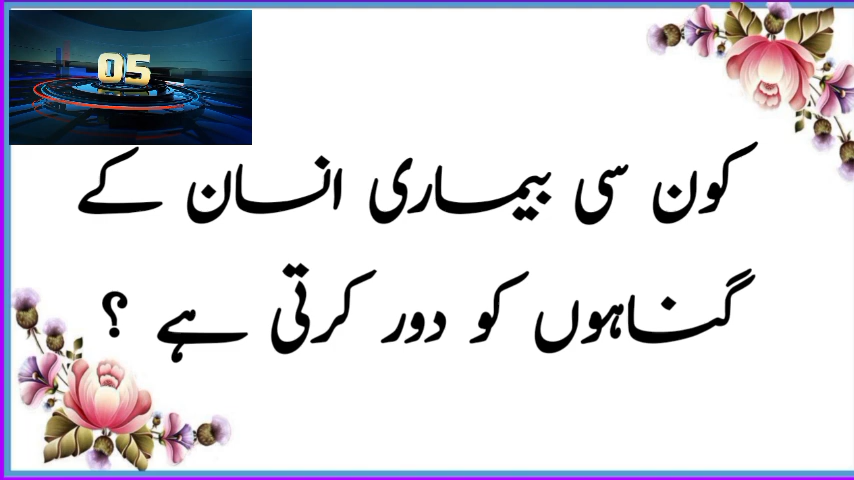 05
کون سی بیماری انسان کے
گناہوں کو دور کرتی ہے ؟